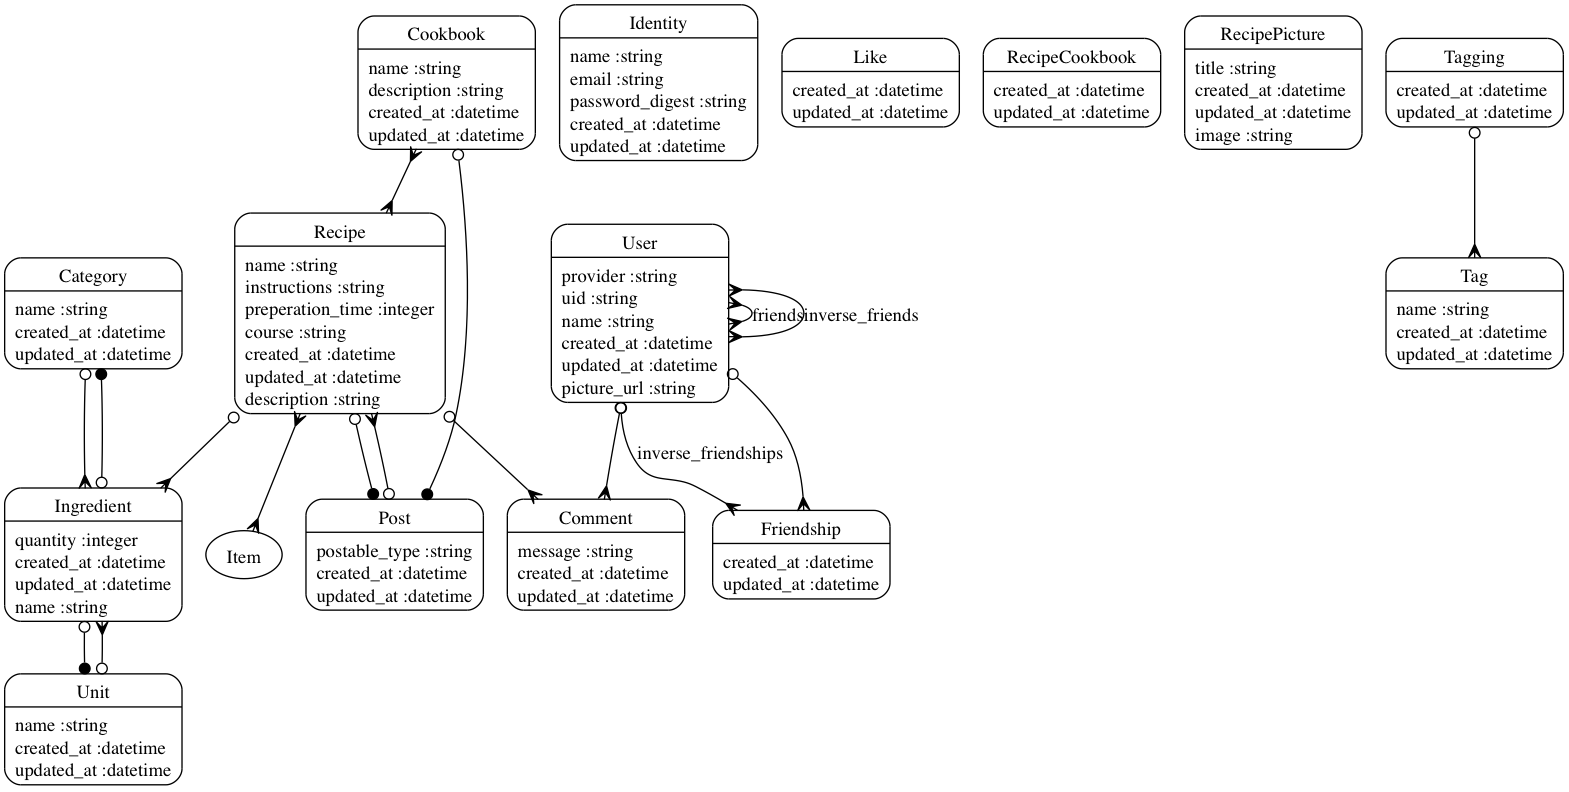 Cookbook
name :string
description :string
created_at :datetime
updated_at :datetime
Identity
name :string
email :string
password_digest :string
created_at :datetime
updated_at :datetime
Like
created_at :datetime
updated_at :datetime
RecipeCookbook
created_at :datetime
updated_at :datetime
RecipePicture
title :string
created_at :datetime
updated_at :datetime
image :string
Tagging
created_at :datetime
updated_at :datetime
Category
name :string
created_at :datetime
updated_at :datetime
Recipe
name :string
instructions :string
preperation_time :integer
course :string
created_at :datetime
updated_at :datetime
description :string
User
provider :string
uid :string
name :string
created_at :datetime
updated_at :datetime
picture_url :string
friends
inverse_friends
Tag
name :string
created_at :datetime
updated_at :datetime
inverse_friendships
Ingredient
quantity :integer
created_at :datetime
updated_at :datetime
name :string
Item
Post
postable_type :string
created_at :datetime
updated_at :datetime
Comment
message :string
created_at :datetime
updated_at :datetime
Friendship
created_at :datetime
updated_at :datetime
Unit
name :string
created_at :datetime
updated_at :datetime